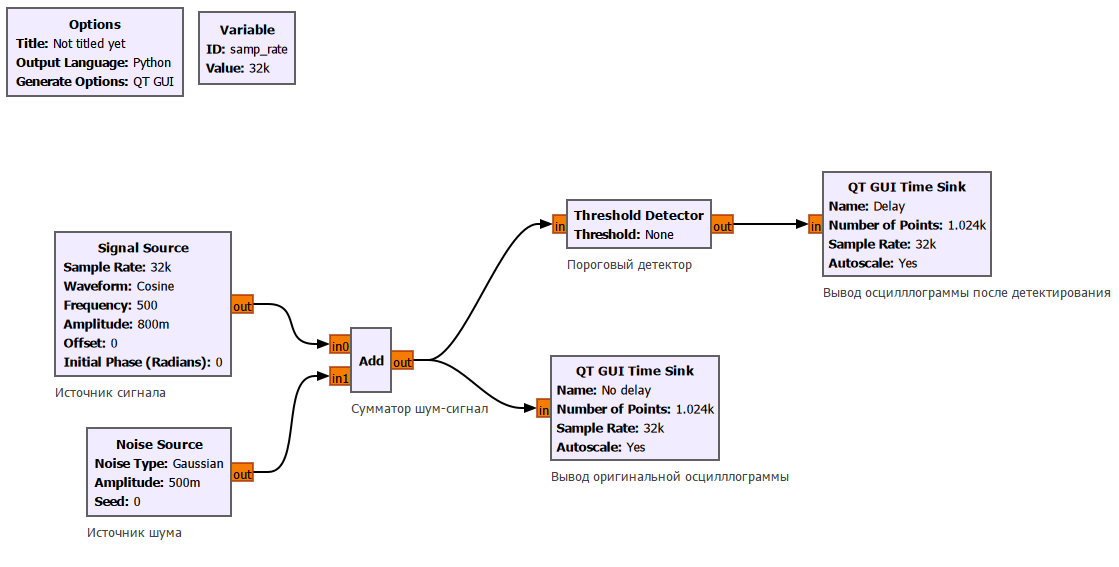 Options
Title: Not titled yet
Output Language: Python
Generate Options: QT GUI
Variable
ID: samp_rate
Value: 32k
Signal Source
Sample Rate: 32k
Waveform: Cosine
Frequency: 500
Amplitude: 800m
Offset: 0
Initial Phase (Radians): 0
out
Источник сигнала
Noise Source
Noise Type: Gaussian
Amplitude: 500m
Seed: 0
out
Источник шума
in0
in1
Add
out
Сумматор шум-сигнал
in
Threshold Detector
Threshold: None
out
Пороговый детектор
in
QT GUI Time Sink
Name: Delay
Number of Points: 1.024k
Sample Rate: 32k
Autoscale: Yes
Вывод осцилллограммы после детектирования
in
QT GUI Time Sink
Name: No delay
Number of Points: 1.024k
Sample Rate: 32k
Autoscale: Yes
Вывод оригинальной осцилллограммы